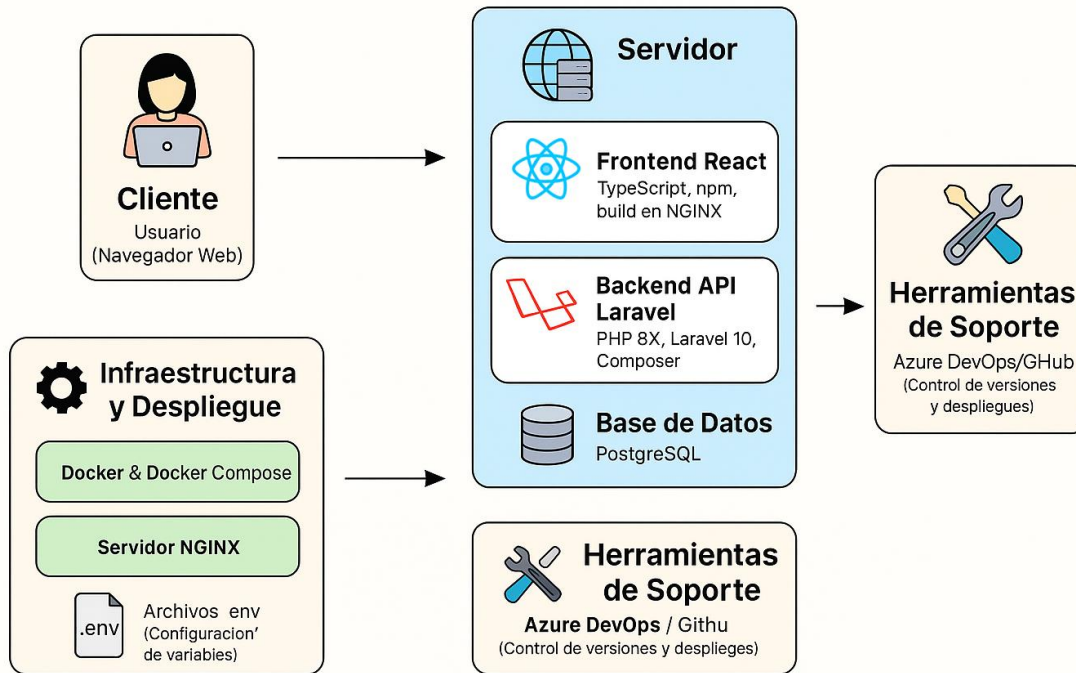 Cliente
Usuario
(Navegador Web)
Servidor
Frontend React
TypeScript, npm,
build en NGINX
Backend API
Laravel
PHP 8X, Laravel 10,
Composer
Base de Datos
PostgreSQL
Herramientas
de Soporte
Azure DevOps/GHub
(Control de versiones
y despliegues)
Infraestructura
y Despliegue
Docker & Docker Compose
Servidor NGINX
.env
Archivos env
(Configuracion’
de variabies)
Herramientas
de Soporte
Azure DevOps / Githu
(Control de versiones y desplieges)